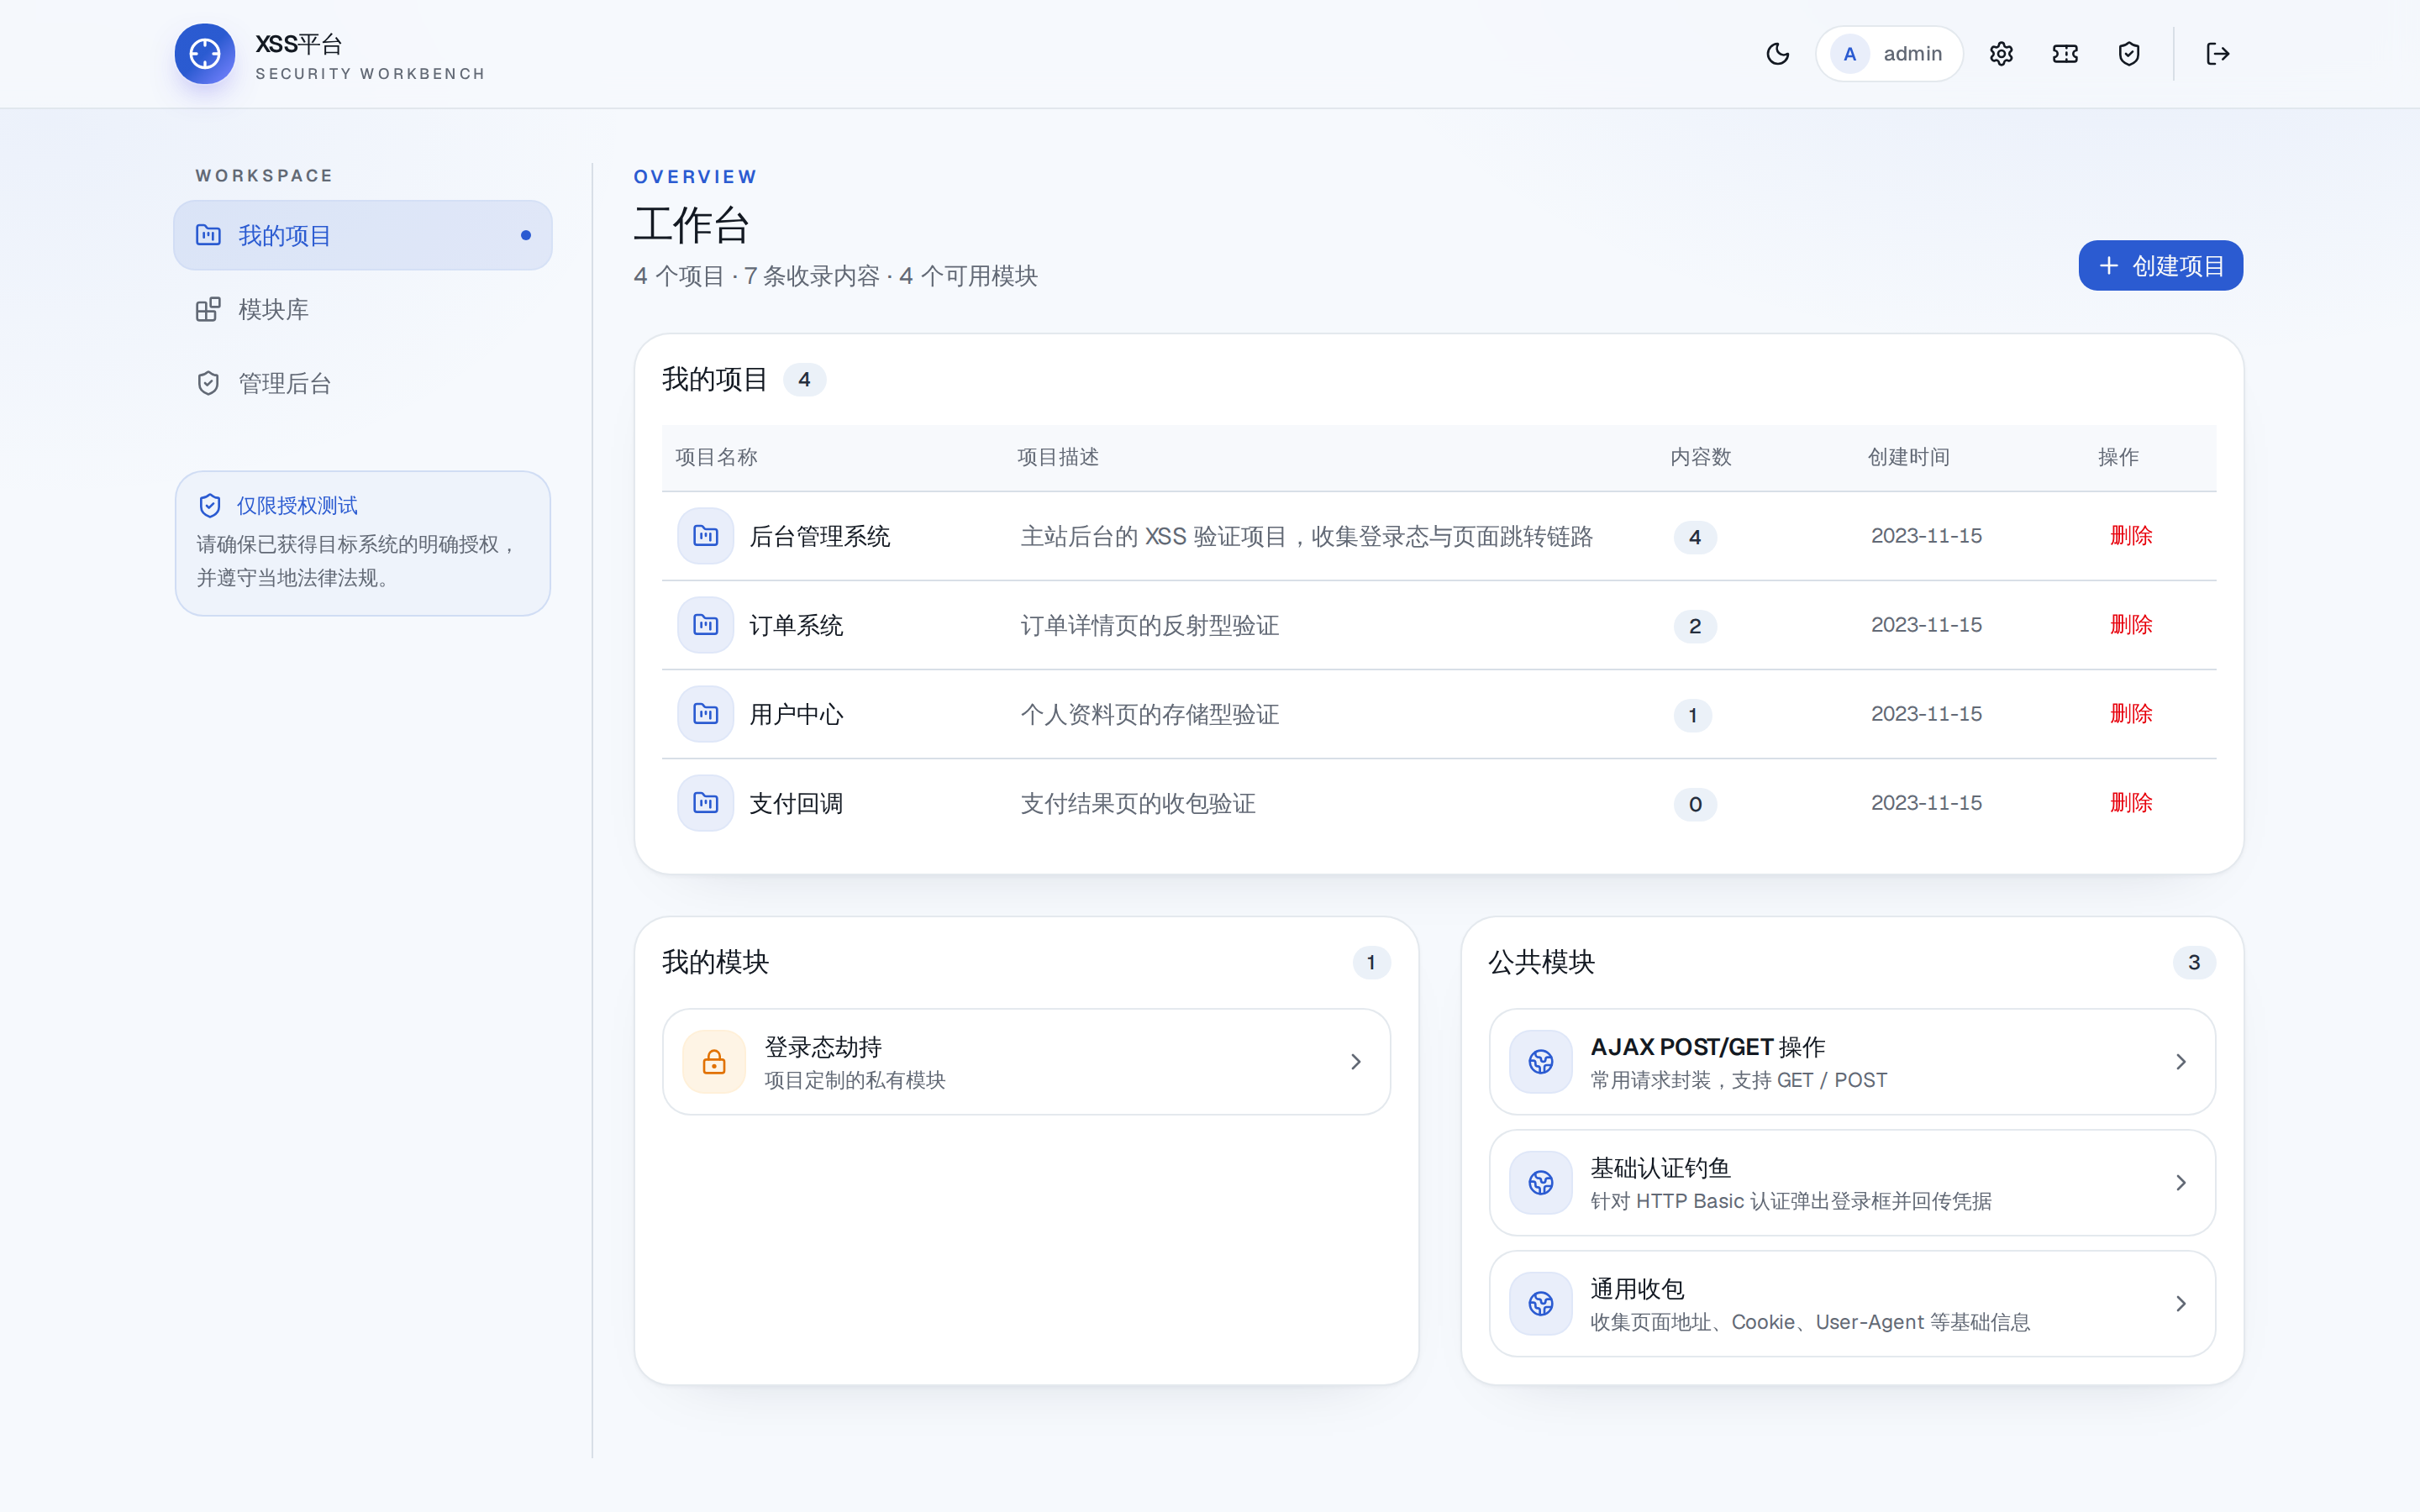 XSS平台
SECURITY WORKBENCH
A
admin
WORKSPACE
我的项目
模块库
管理后台
仅限授权测试
请确保已获得目标系统的明确授权，
并遵守当地法律法规。
OVERVIEW
工作台
4 个项目 · 7 条收录内容 · 4 个可用模块
创建项目
我的项目 4
项目名称 项目描述 内容数 创建时间 操作
后台管理系统 主站后台的 XSS 验证项目，收集登录态与页面跳转链路 4 2023-11-15 删除
订单系统 订单详情页的反射型验证 2 2023-11-15 删除
用户中心 个人资料页的存储型验证 1 2023-11-15 删除
支付回调 支付结果页的收包验证 0 2023-11-15 删除
我的模块 1
登录态劫持
项目定制的私有模块
公共模块 3
AJAX POST/GET 操作
常用请求封装，支持 GET / POST
基础认证钓鱼
针对 HTTP Basic 认证弹出登录框并回传凭据
通用收包
收集页面地址、Cookie、User-Agent 等基础信息